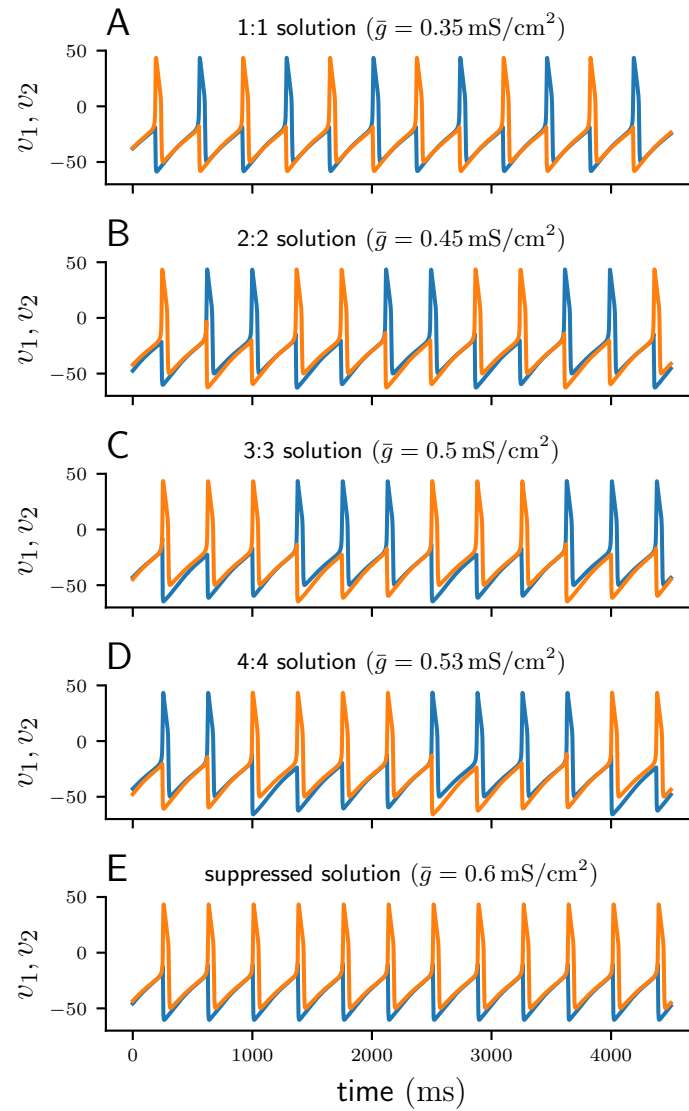 A
1:1 solution (ḡ = 0.35 mS/cm²)
50
0
−50
v₁, v₂
B
2:2 solution (ḡ = 0.45 mS/cm²)
50
0
−50
v₁, v₂
C
3:3 solution (ḡ = 0.5 mS/cm²)
50
0
−50
v₁, v₂
D
4:4 solution (ḡ = 0.53 mS/cm²)
50
0
−50
v₁, v₂
E
suppressed solution (ḡ = 0.6 mS/cm²)
50
0
−50
v₁, v₂
0 1000 2000 3000 4000
time (ms)